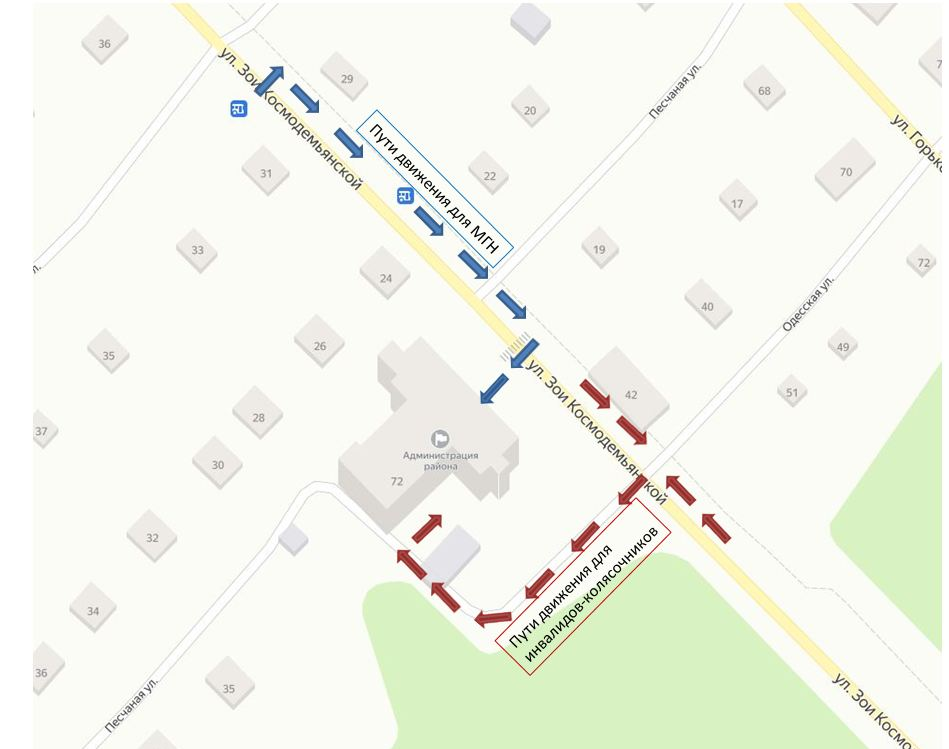 36
ул. Зои Космодемьянской
29
20
68
Песчаная ул.
ул. Горько
31
22
Пути движения для МГН
70
17
33
24
19
72
40
Одесская ул.
49
26
35
51
42
28
37
30
Администрация
района
72
ул. Зои Космодемьянской
32
Пути движения для
инвалидов-колясочников
34
36
35
Песчаная ул.
ул. Зои Космо